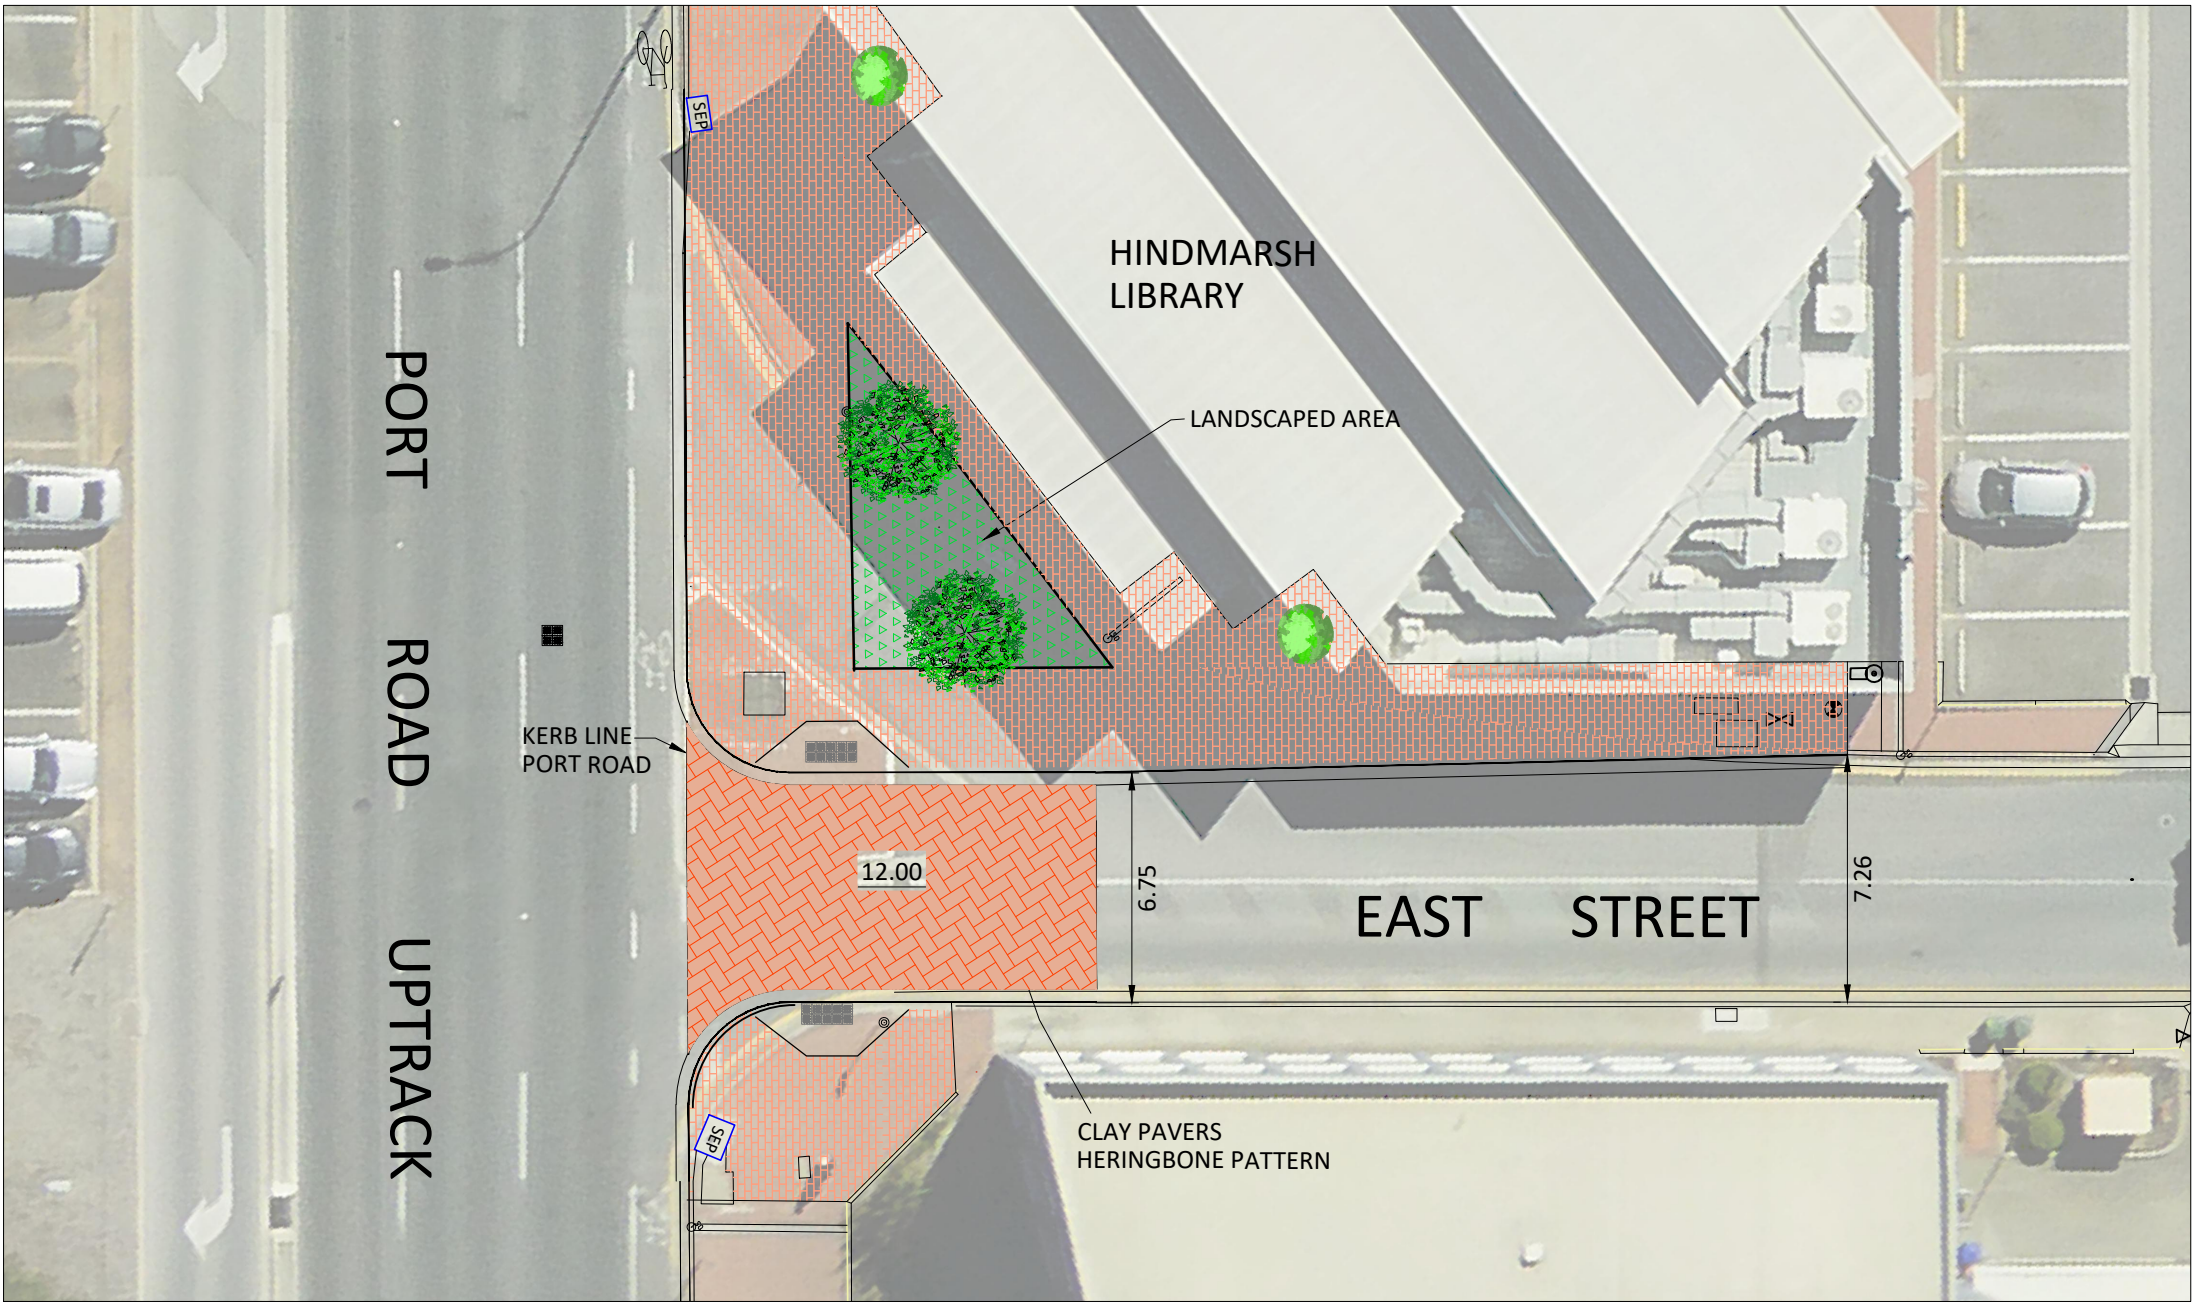 SEP
HINDMARSH
LIBRARY
PORT ROAD UPTRACK
LANDSCAPED AREA
KERB LINE
PORT ROAD
12.00
6.75
7.26
EAST STREET
CLAY PAVERS
HERINGBONE PATTERN
SEP